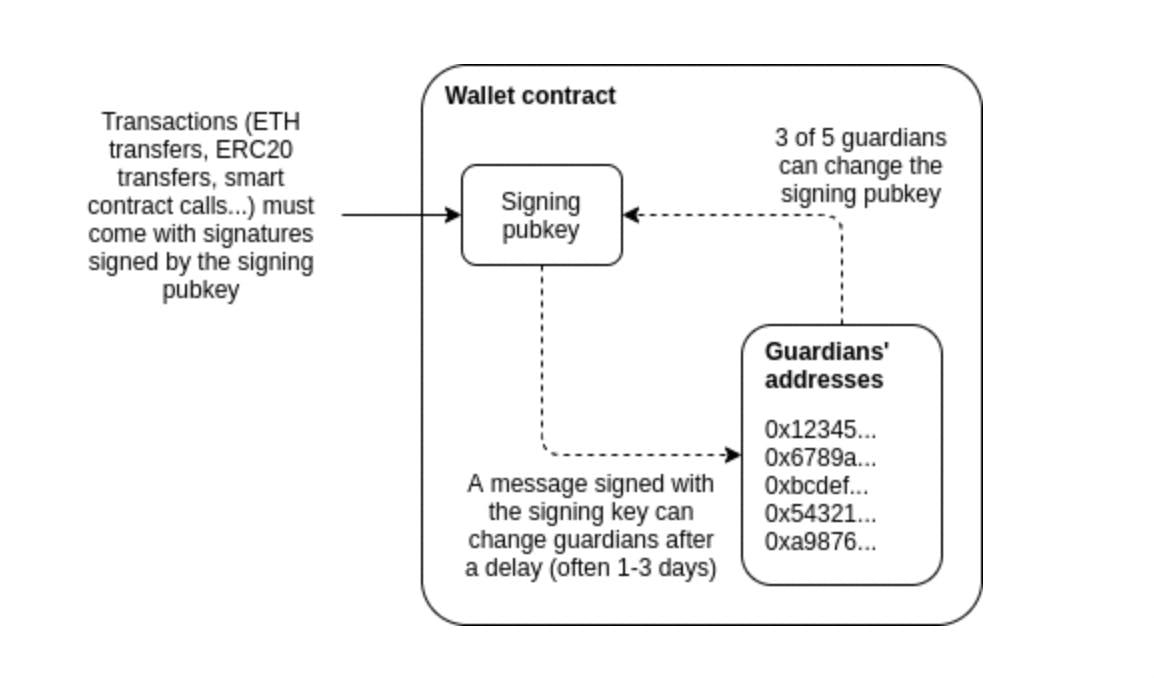 Wallet contract
Transactions (ETH
transfers, ERC20
transfers, smart
contract calls...) must
come with signatures
signed by the signing
pubkey
Signing
pubkey
3 of 5 guardians
can change the
signing pubkey
Guardians'
addresses
0x12345...
0x6789a...
0xbcdef...
0x54321...
0xa9876...
A message signed with
the signing key can
change guardians after
a delay (often 1-3 days)